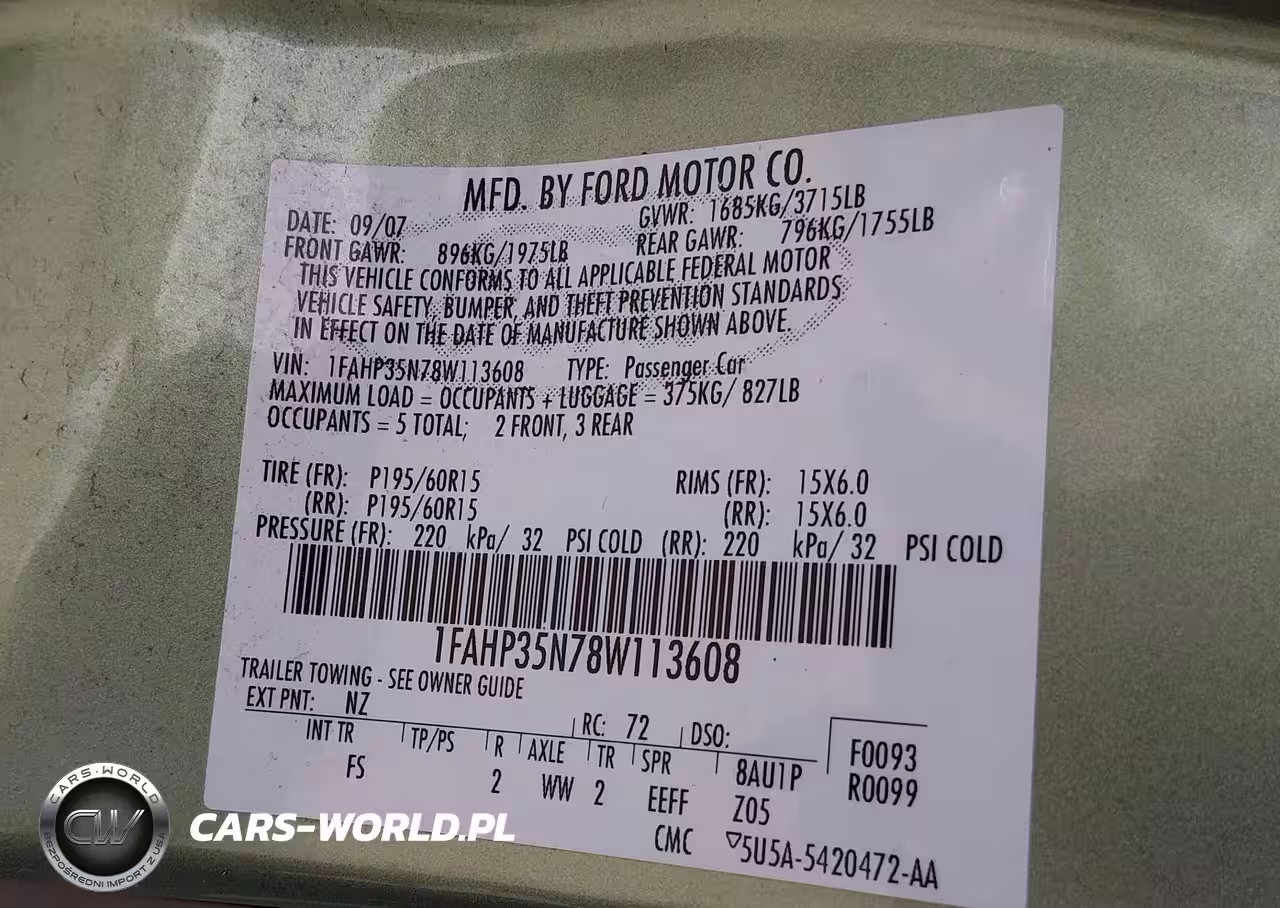 MFD. BY FORD MOTOR CO.
DATE: 09/07 GVWR: 1685KG/3715LB
FRONT GAWR: 896KG/1975LB REAR GAWR: 796KG/1755LB
THIS VEHICLE CONFORMS TO ALL APPLICABLE FEDERAL MOTOR
VEHICLE SAFETY, BUMPER, AND THEFT PREVENTION STANDARDS
IN EFFECT ON THE DATE OF MANUFACTURE SHOWN ABOVE.
VIN: 1FAHP35N78W113608 TYPE: Passenger Car
MAXIMUM LOAD = OCCUPANTS + LUGGAGE = 375KG/ 827LB
OCCUPANTS = 5 TOTAL; 2 FRONT, 3 REAR
TIRE (FR): P195/60R15 RIMS (FR): 15X6.0
(RR): P195/60R15 (RR): 15X6.0
PRESSURE (FR): 220 kPa/ 32 PSI COLD (RR): 220 kPa/ 32 PSI COLD
1FAHP35N78W113608
TRAILER TOWING - SEE OWNER GUIDE
EXT PNT: NZ RC: 72 DSO: F0093
INT TR TP/PS R AXLE TR SPR 8AU1P R0099
FS 2 WW 2 EEFF Z05
CMC ▽5U5A-5420472-AA
CARS-WORLD
CW
BEZPOŚREDNI IMPORT Z USA
CARS-WORLD.PL